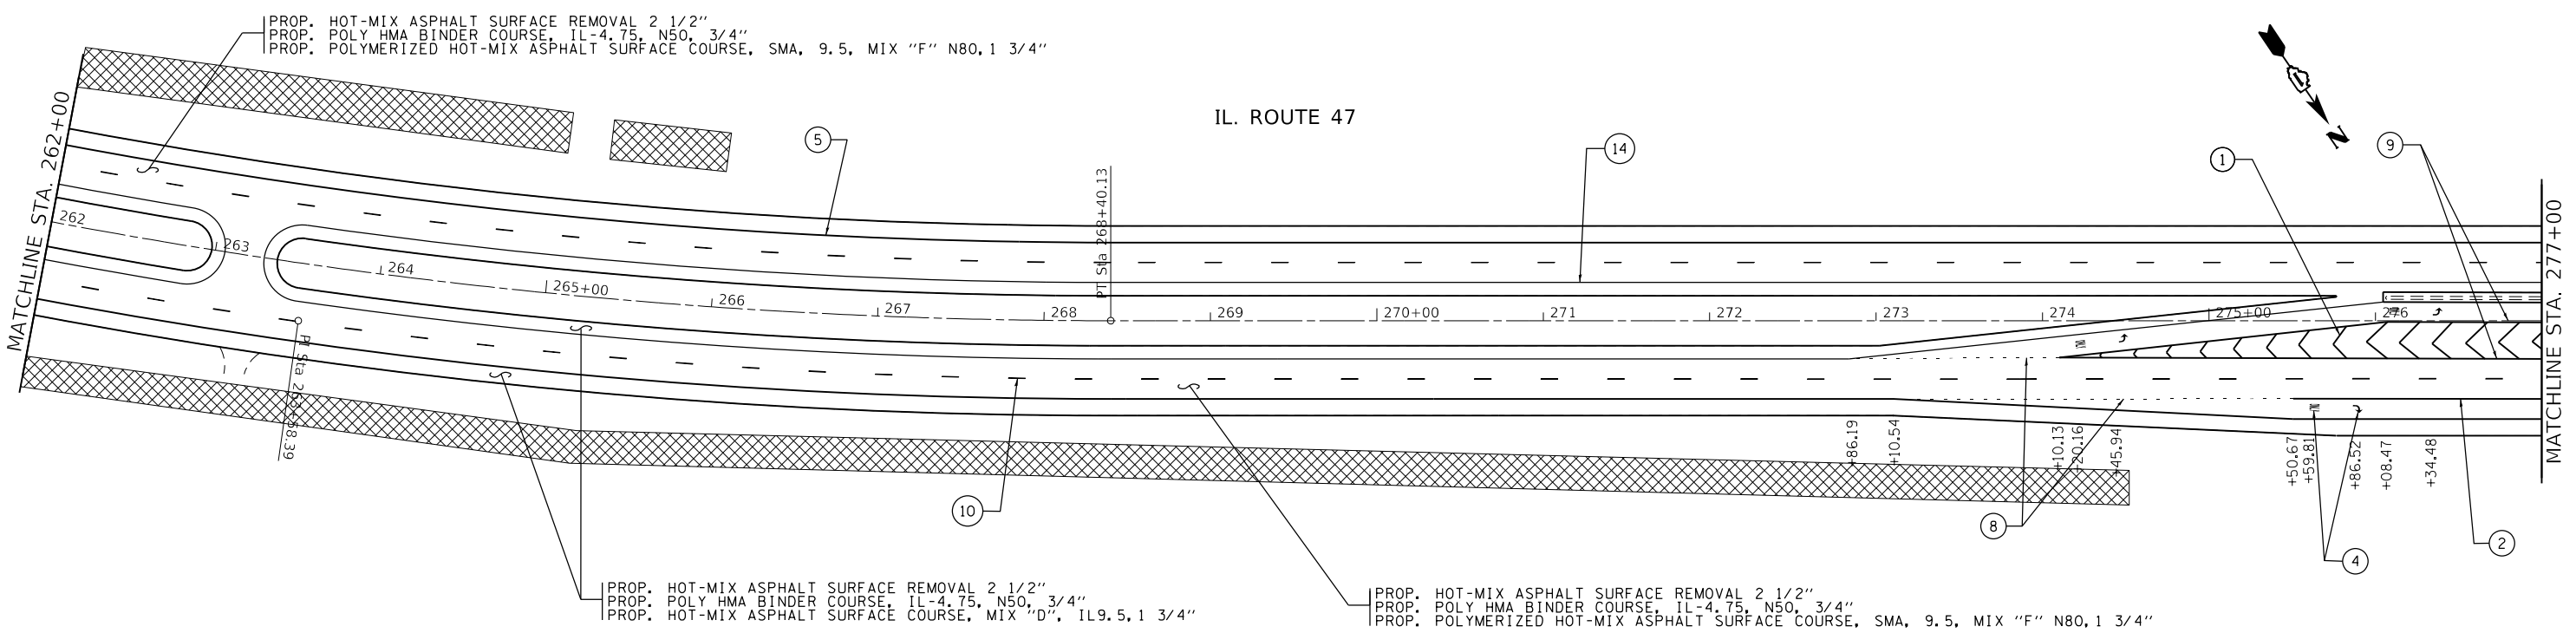 PROP. HOT-MIX ASPHALT SURFACE REMOVAL 2 1/2"
PROP. POLY HMA BINDER COURSE, IL-4.75, N50, 3/4"
PROP. POLYMERIZED HOT-MIX ASPHALT SURFACE COURSE, SMA, 9.5, MIX "F" N80, 1 3/4"
IL. ROUTE 47
N
MATCHLINE STA. 262+00
5
14
1
9
PT Sta 268+40.13
262
263
264
265+00
266
267
268
269
270+00
271
272
273
274
275+00
276
MATCHLINE STA. 277+00
PI Sta 263+58.39
+86.19
+10.54
+10.13
+20.16
+45.94
+50.67
+59.81
+86.52
+08.47
+34.48
10
8
4
2
PROP. HOT-MIX ASPHALT SURFACE REMOVAL 2 1/2"
PROP. POLY HMA BINDER COURSE, IL-4.75, N50, 3/4"
PROP. HOT-MIX ASPHALT SURFACE COURSE, MIX "D", IL9.5, 1 3/4"
PROP. HOT-MIX ASPHALT SURFACE REMOVAL 2 1/2"
PROP. POLY HMA BINDER COURSE, IL-4.75, N50, 3/4"
PROP. POLYMERIZED HOT-MIX ASPHALT SURFACE COURSE, SMA, 9.5, MIX "F" N80, 1 3/4"